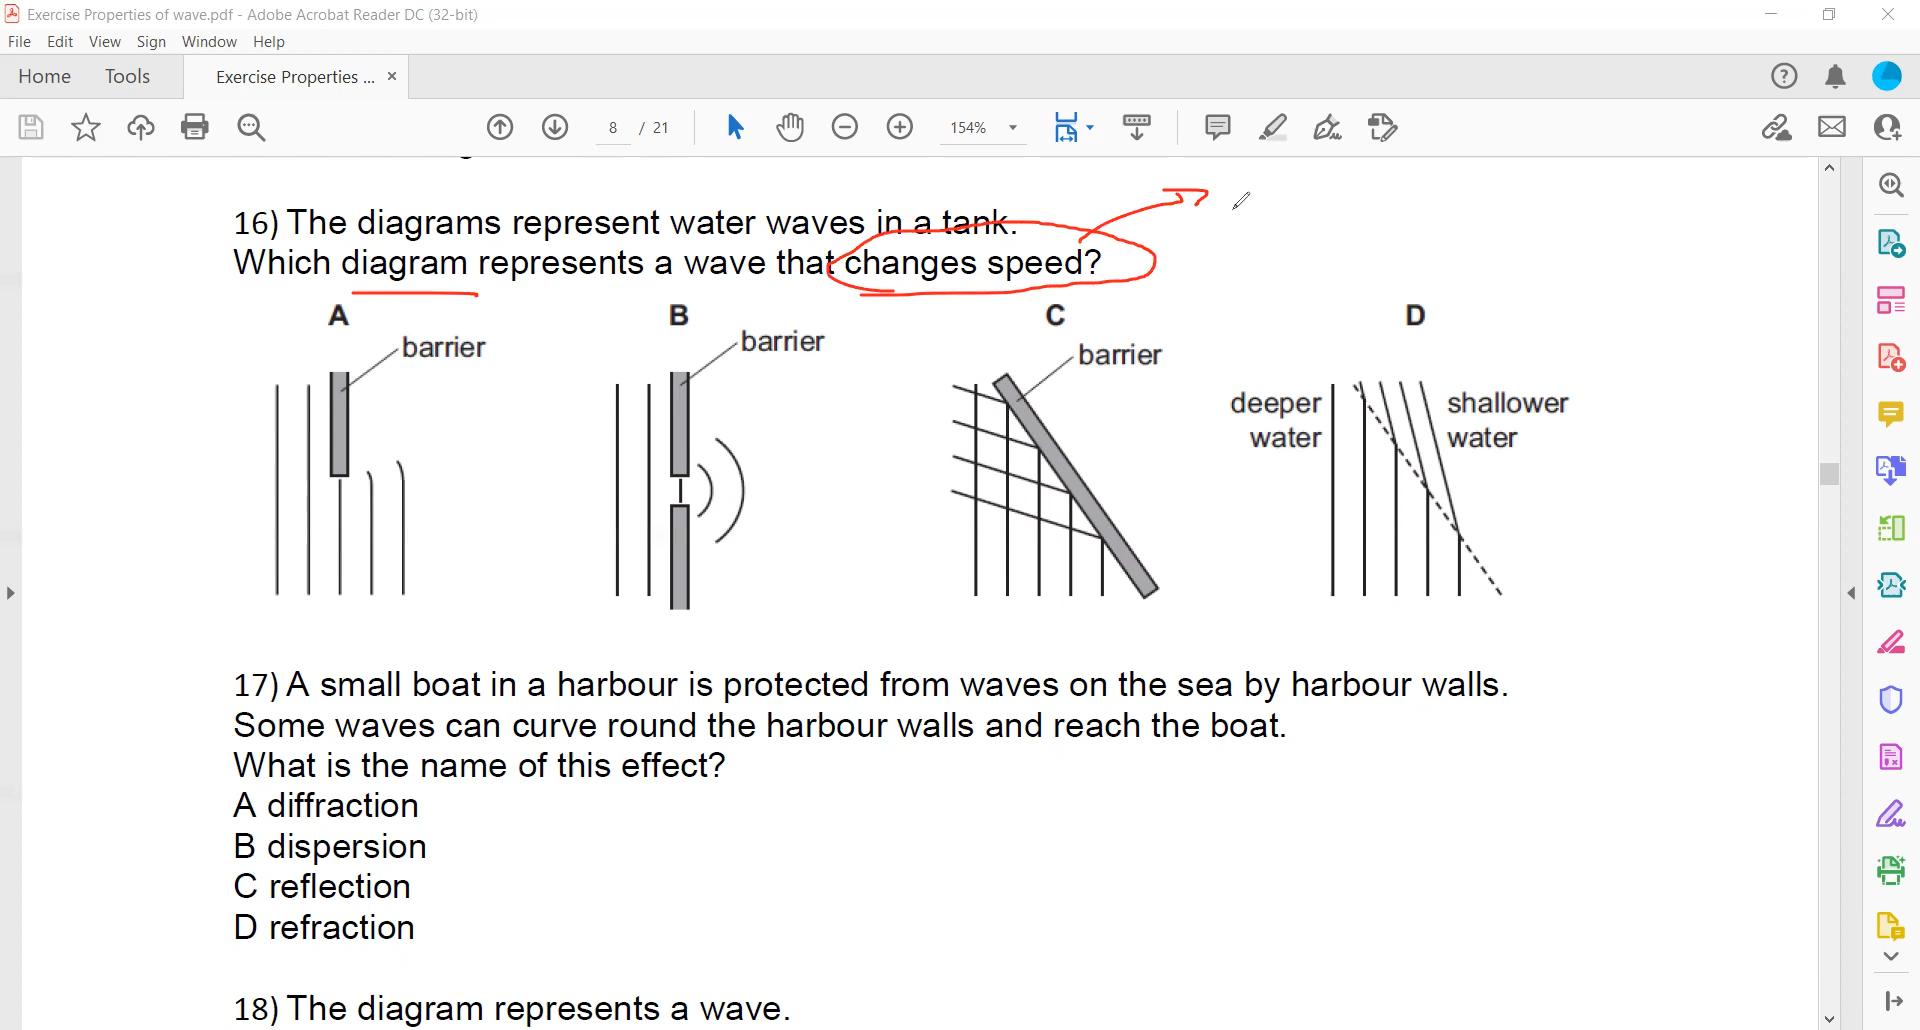 Exercise Properties of wave.pdf - Adobe Acrobat Reader DC (32-bit)
File Edit View Sign Window Help
Home Tools Exercise Properties ... ×
8 / 21 154%
16) The diagrams represent water waves in a tank.
Which diagram represents a wave that changes speed?
A B C D
barrier barrier barrier
deeper water
shallower water
17) A small boat in a harbour is protected from waves on the sea by harbour walls.
Some waves can curve round the harbour walls and reach the boat.
What is the name of this effect?
A diffraction
B dispersion
C reflection
D refraction
18) The diagram represents a wave.